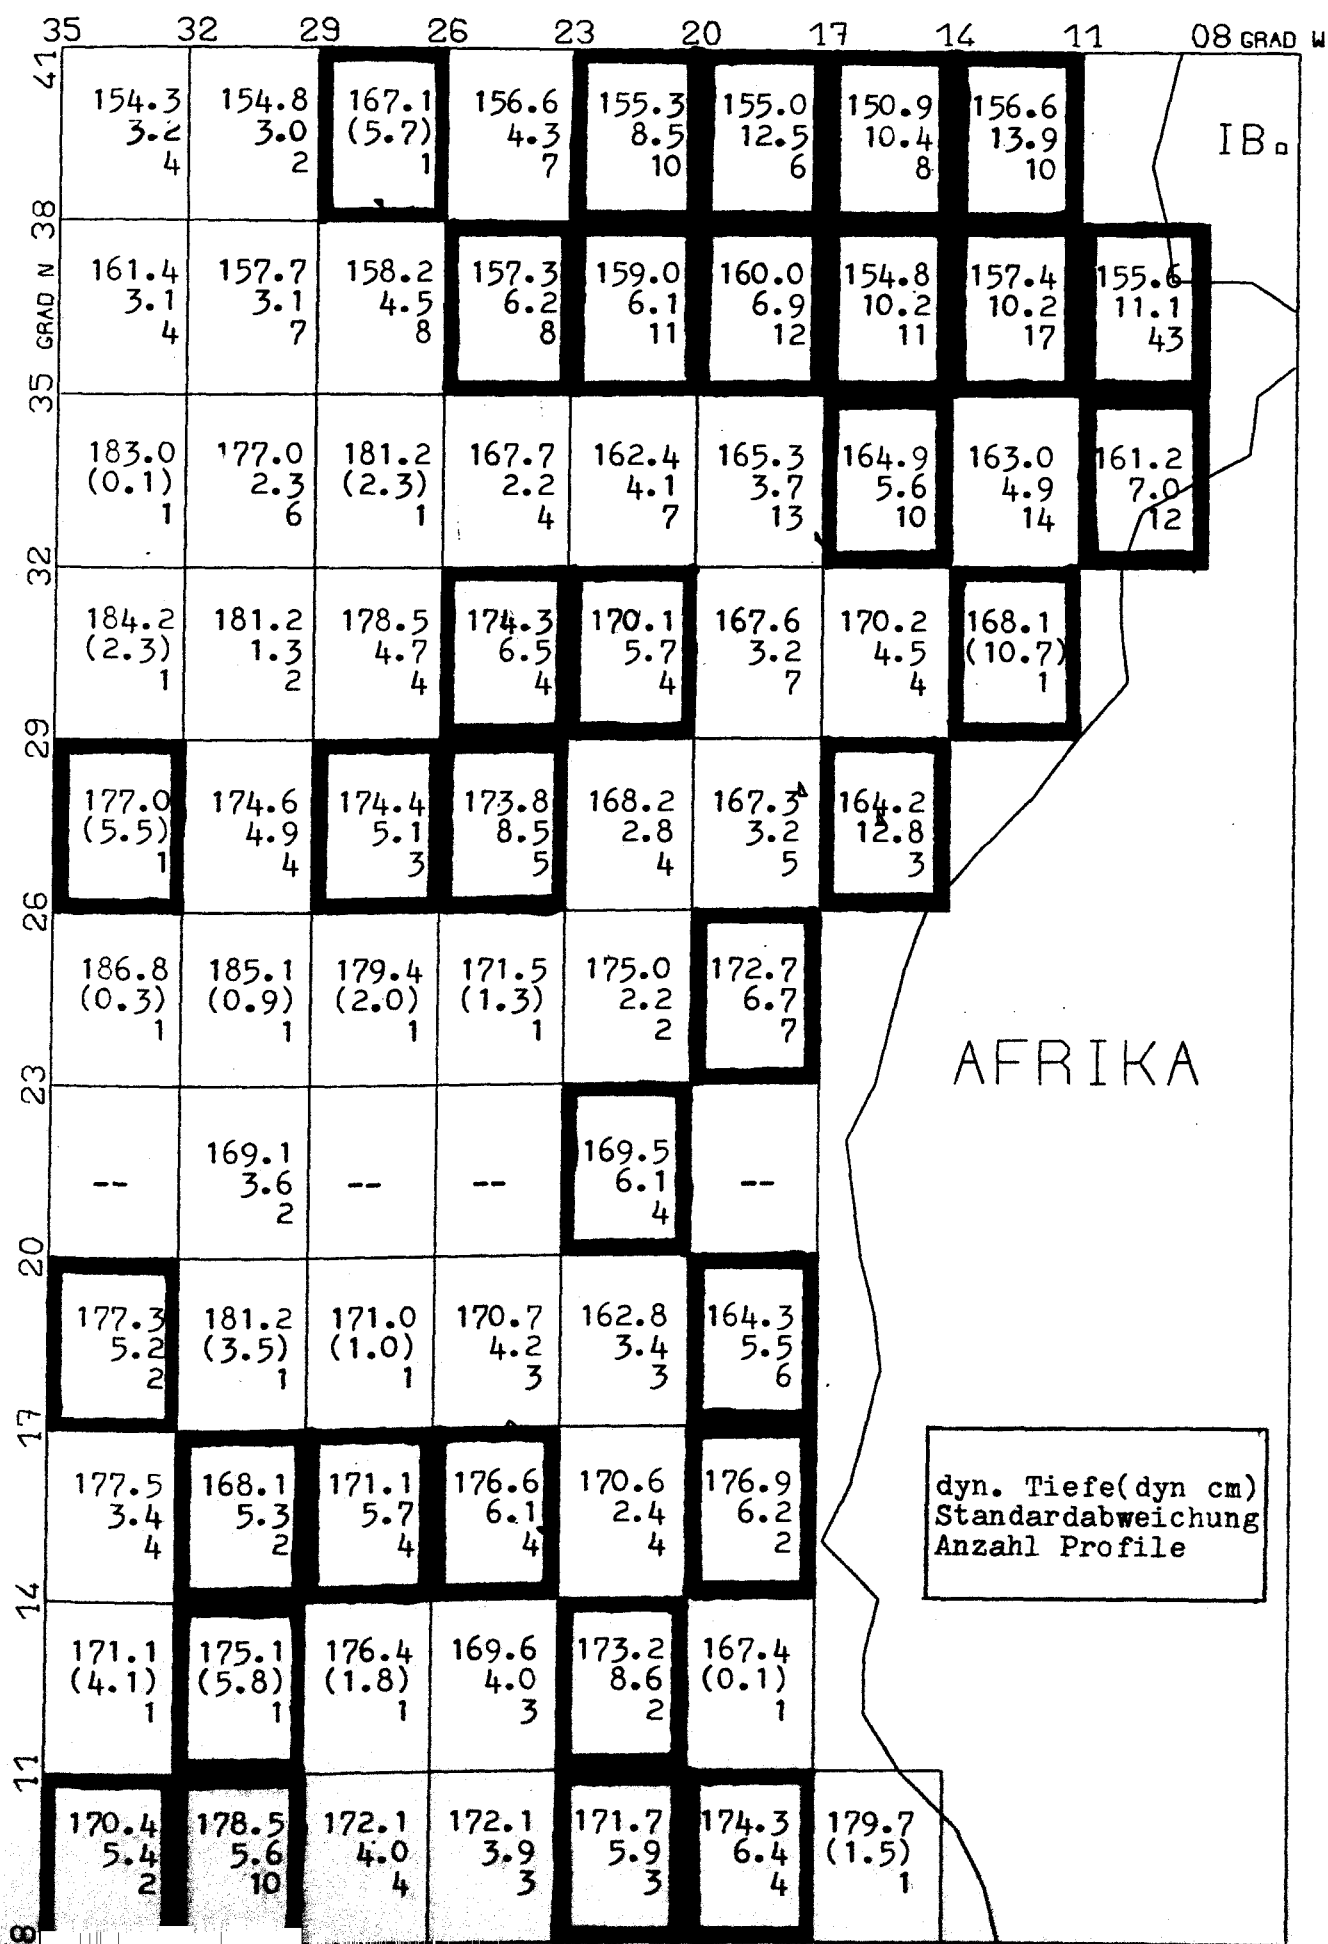 35 32 29 26 23 20 17 14 11 08 GRAD W
41
154.3 154.8 167.1 156.6 155.3 155.0 150.9 156.6
3.2 3.0 (5.7) 4.3 8.5 12.5 10.4 13.9 IB.
4 2 1 7 10 6 8 10
38
GRAD N
161.4 157.7 158.2 157.3 159.0 160.0 154.8 157.4 155.6
3.1 3.1 4.5 6.2 6.1 6.9 10.2 10.2 11.1
4 7 8 8 11 12 11 17 43
35
183.0 177.0 181.2 167.7 162.4 165.3 164.9 163.0 161.2
(0.1) 2.3 (2.3) 2.2 4.1 3.7 5.6 4.9 7.0
1 6 1 4 7 13 10 14 12
32
184.2 181.2 178.5 174.3 170.1 167.6 170.2 168.1
(2.3) 1.3 4.7 6.5 5.7 3.2 4.5 (10.7)
1 2 4 4 4 7 4 1
29
177.0 174.6 174.4 173.8 168.2 167.3 164.2
(5.5) 4.9 5.1 8.5 2.8 3.2 12.8
1 4 3 5 4 5 3
26
186.8 185.1 179.4 171.5 175.0 172.7
(0.3) (0.9) (2.0) (1.3) 2.2 6.7
1 1 1 1 2 7
AFRIKA
23
169.1 169.5
-- 3.6 -- -- 6.1 --
2 4
20
177.3 181.2 171.0 170.7 162.8 164.3
5.2 (3.5) (1.0) 4.2 3.4 5.5
2 1 1 3 3 6
17
177.5 168.1 171.1 176.6 170.6 176.9
3.4 5.3 5.7 6.1 2.4 6.2
4 2 4 4 4 2
dyn. Tiefe(dyn cm)
Standardabweichung
Anzahl Profile
14
171.1 175.1 176.4 169.6 173.2 167.4
(4.1) (5.8) (1.8) 4.0 8.6 (0.1)
1 1 1 3 2 1
11
170.4 178.5 172.1 172.1 171.7 174.3 179.7
5.4 5.6 4.0 3.9 5.9 6.4 (1.5)
2 10 4 3 3 4 1
8